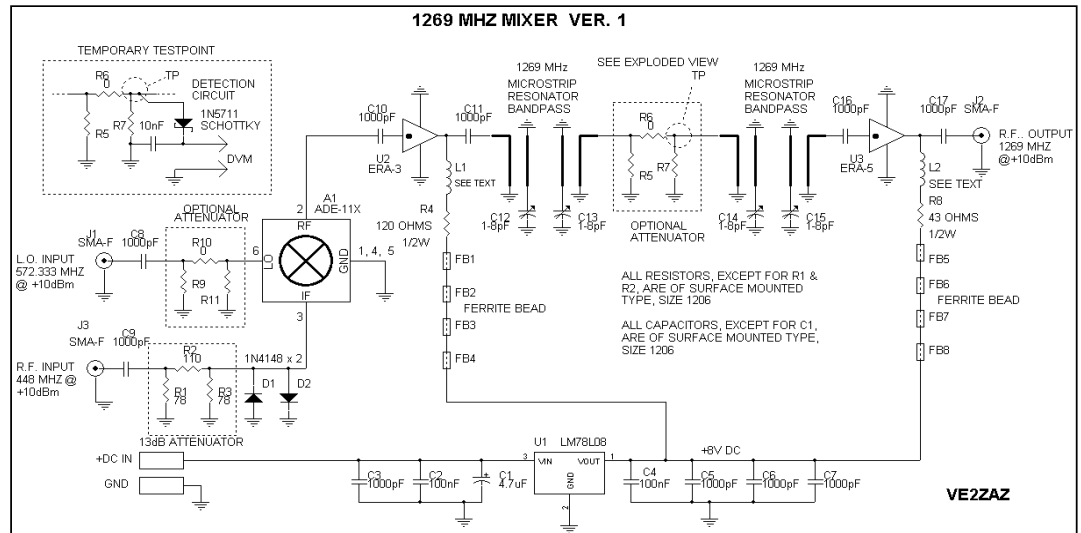 1269 MHZ MIXER VER. 1
TEMPORARY TESTPOINT
R6
0
TP
DETECTION
CIRCUIT
R5
R7
10nF
1N5711
SCHOTTKY
DVM
C10
1000pF
C11
1000pF
U2
ERA-3
1269 MHz
MICROSTRIP
RESONATOR
BANDPASS
SEE EXPLODED VIEW
TP
R6
0
R5
R7
OPTIONAL
ATTENUATOR
1269 MHz
MICROSTRIP
RESONATOR
BANDPASS
C16
1000pF
C17
1000pF
J2
SMA-F
U3
ERA-5
R.F.. OUTPUT
1269 MHZ
@+10dBm
L1
SEE TEXT
R4
120 OHMS
1/2W
C12
1-8pF
C13
1-8pF
C14
1-8pF
C15
1-8pF
L2
SEE TEXT
R8
43 OHMS
1/2W
A1
ADE-11X
2
RF
LO
6
GND
1, 4, 5
IF
3
OPTIONAL
ATTENUATOR
J1
SMA-F
C8
1000pF
R10
0
R9
R11
L.O. INPUT
572.333 MHZ
@ +10dBm
FB1
FB2
FERRITE BEAD
FB3
FB4
FB5
FB6
FERRITE BEAD
FB7
FB8
ALL RESISTORS, EXCEPT FOR R1 &
R2, ARE OF SURFACE MOUNTED
TYPE, SIZE 1206
ALL CAPACITORS, EXCEPT FOR C1,
ARE OF SURFACE MOUNTED TYPE,
SIZE 1206
J3
SMA-F
C9
1000pF
R2
110
R1
78
R3
78
1N4148 x 2
D1
D2
R.F. INPUT
448 MHZ @
+10dBm
13dB ATTENUATOR
+DC IN
GND
C3
1000pF
C2
100nF
C1
4.7uF
U1
LM78L08
3
VIN
VOUT
1
GND
2
+8V DC
C4
100nF
C5
1000pF
C6
1000pF
C7
1000pF
VE2ZAZ